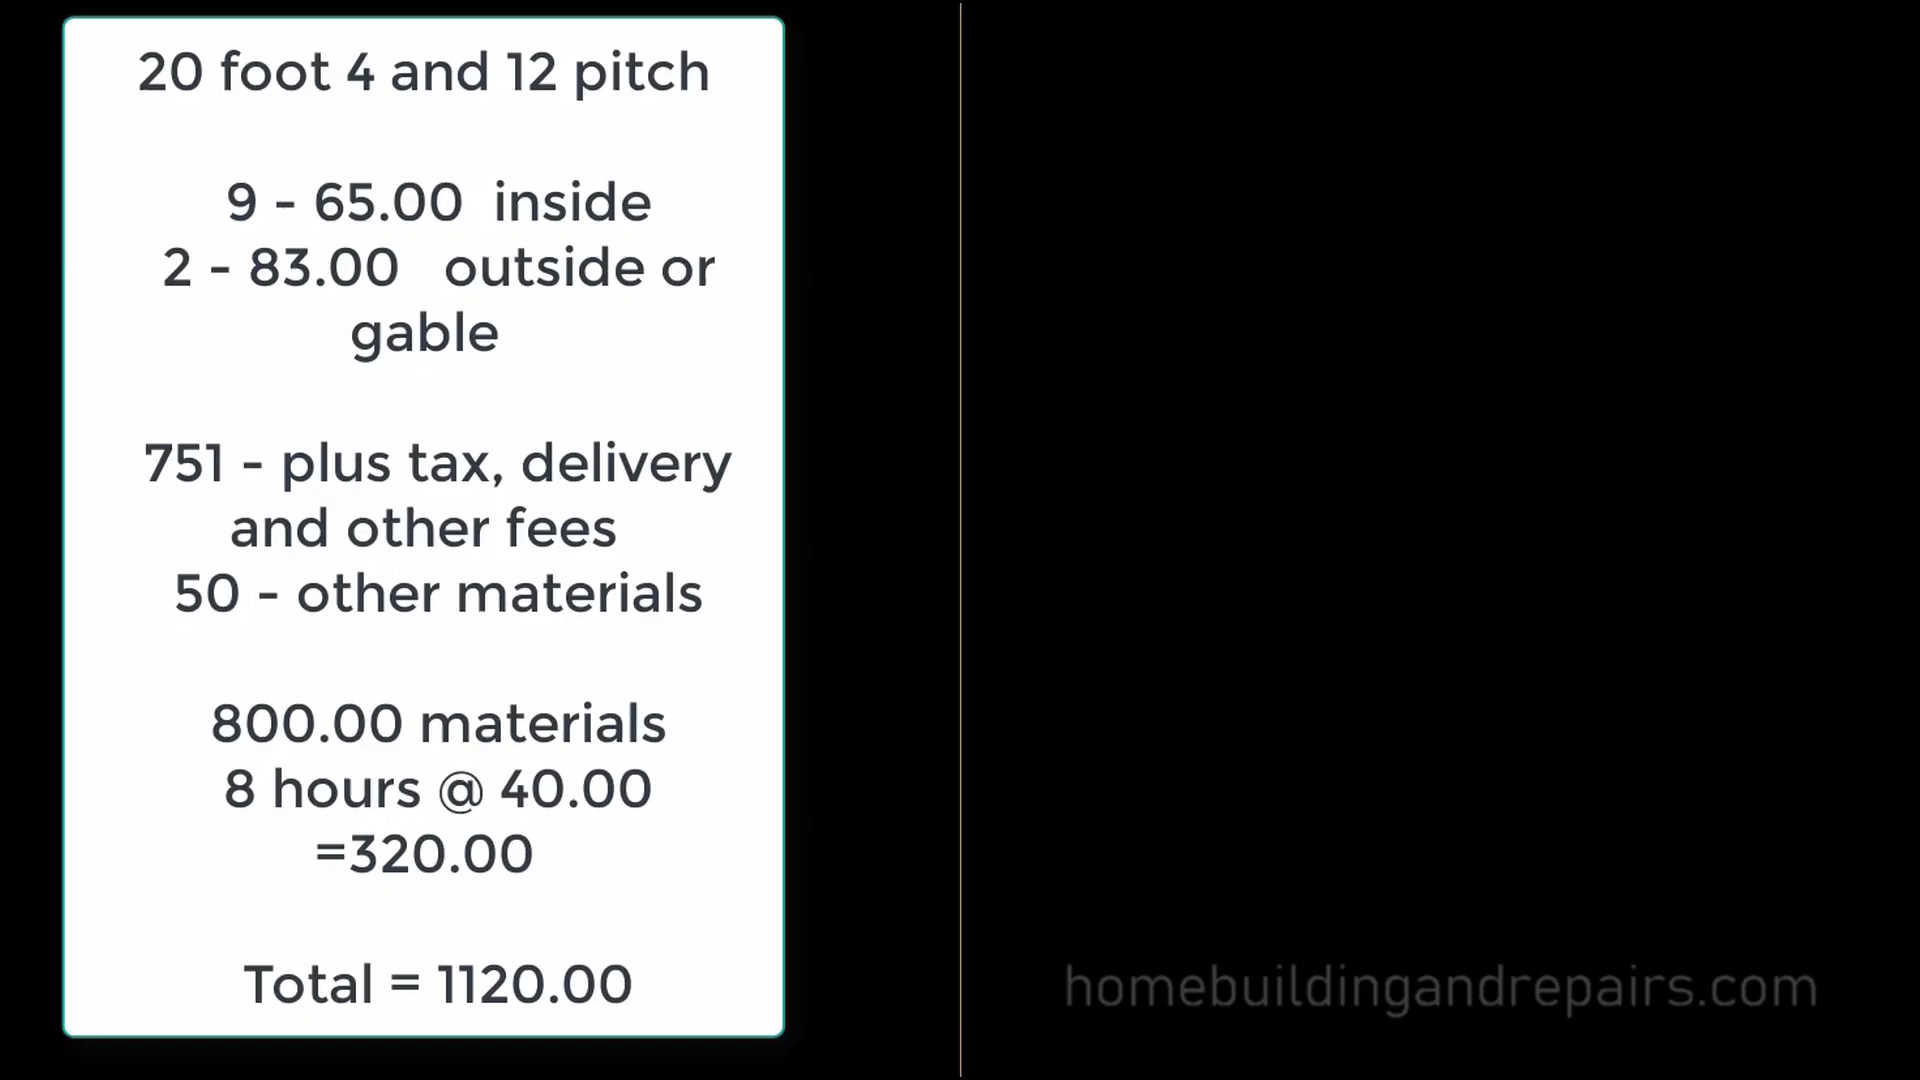 20 foot 4 and 12 pitch
9 - 65.00 inside
2 - 83.00 outside or
gable
751 - plus tax, delivery
and other fees
50 - other materials
800.00 materials
8 hours @ 40.00
=320.00
Total = 1120.00
homebuildingandrepairs.com